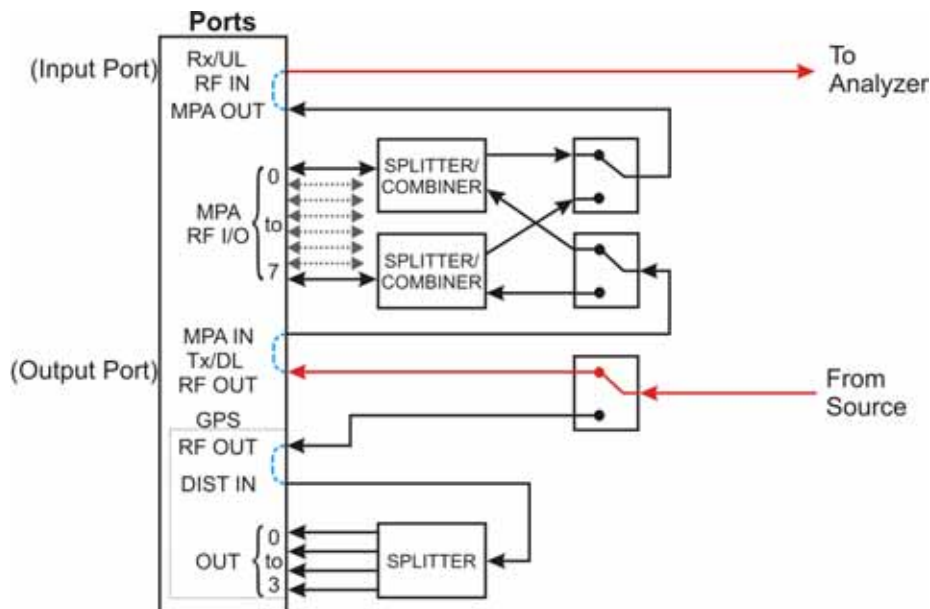 Ports
(Input Port)
Rx/UL
RF IN
MPA OUT
To
Analyzer
0
MPA
RF I/O
to
7
SPLITTER/
COMBINER
SPLITTER/
COMBINER
MPA IN
(Output Port)
Tx/DL
RF OUT
From
Source
GPS
RF OUT
DIST IN
OUT
0
to
3
SPLITTER